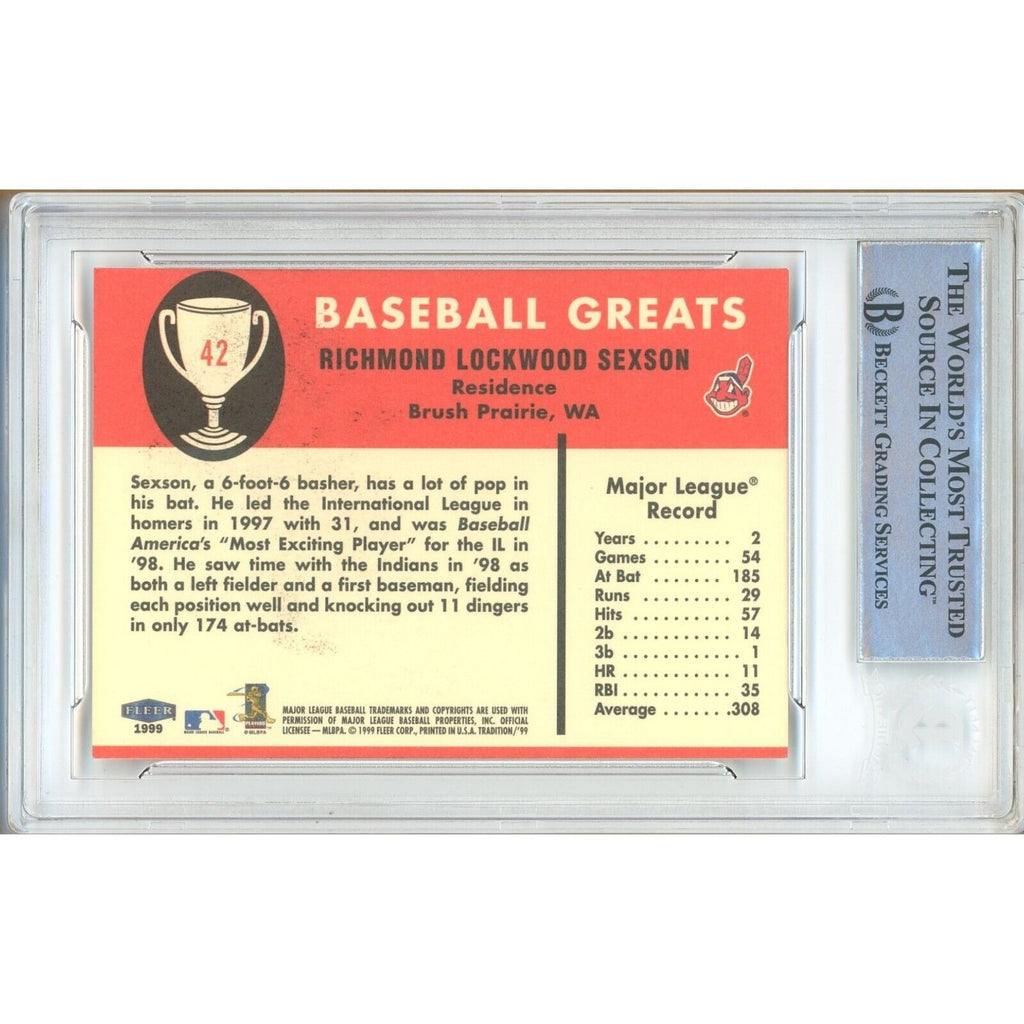 42
BASEBALL GREATS
RICHMOND LOCKWOOD SEXSON
Residence
Brush Prairie, WA
Sexson, a 6-foot-6 basher, has a lot of pop in
his bat. He led the International League in
homers in 1997 with 31, and was Baseball
America's “Most Exciting Player” for the IL in
'98. He saw time with the Indians in '98 as
both a left fielder and a first baseman, fielding
each position well and knocking out 11 dingers
in only 174 at-bats.
Major League®
Record
Years . . . . . . . . . 2
Games . . . . . . . . 54
At Bat . . . . . . . 185
Runs . . . . . . . . . 29
Hits . . . . . . . . . . 57
2b . . . . . . . . . . . 14
3b . . . . . . . . . . . 1
HR . . . . . . . . . . . 11
RBI . . . . . . . . . . . 35
Average . . . . . . .308
FLEER
1999
MAJOR LEAGUE BASEBALL
PLAYERS
©MLBPA
MAJOR LEAGUE BASEBALL TRADEMARKS AND COPYRIGHTS ARE USED WITH
PERMISSION OF MAJOR LEAGUE BASEBALL PROPERTIES, INC. OFFICIAL
LICENSEE — MLBPA. © 1999 FLEER CORP., PRINTED IN U.S.A. TRADITION/'99
THE WORLD'S MOST TRUSTED
SOURCE IN COLLECTING™
B BECKETT GRADING SERVICES